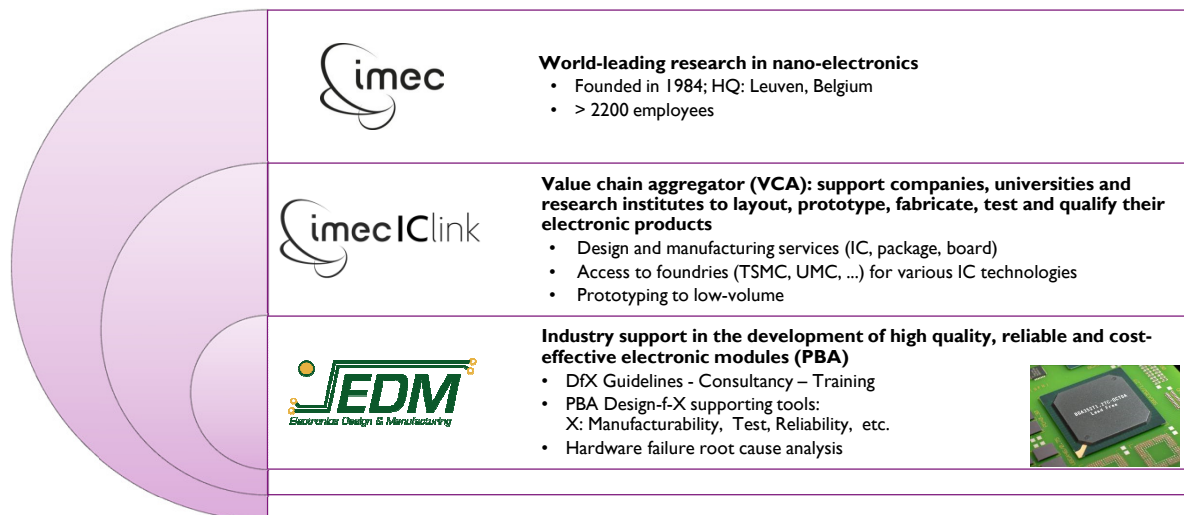 imec
World-leading research in nano-electronics
• Founded in 1984; HQ: Leuven, Belgium
• > 2200 employees
imec IClink
Value chain aggregator (VCA): support companies, universities and
research institutes to layout, prototype, fabricate, test and qualify their
electronic products
• Design and manufacturing services (IC, package, board)
• Access to foundries (TSMC, UMC, ...) for various IC technologies
• Prototyping to low-volume
EDM
Electronics Design & Manufacturing
Industry support in the development of high quality, reliable and cost-
effective electronic modules (PBA)
• DfX Guidelines - Consultancy – Training
• PBA Design-f-X supporting tools:
X: Manufacturability, Test, Reliability, etc.
• Hardware failure root cause analysis
Lead Free